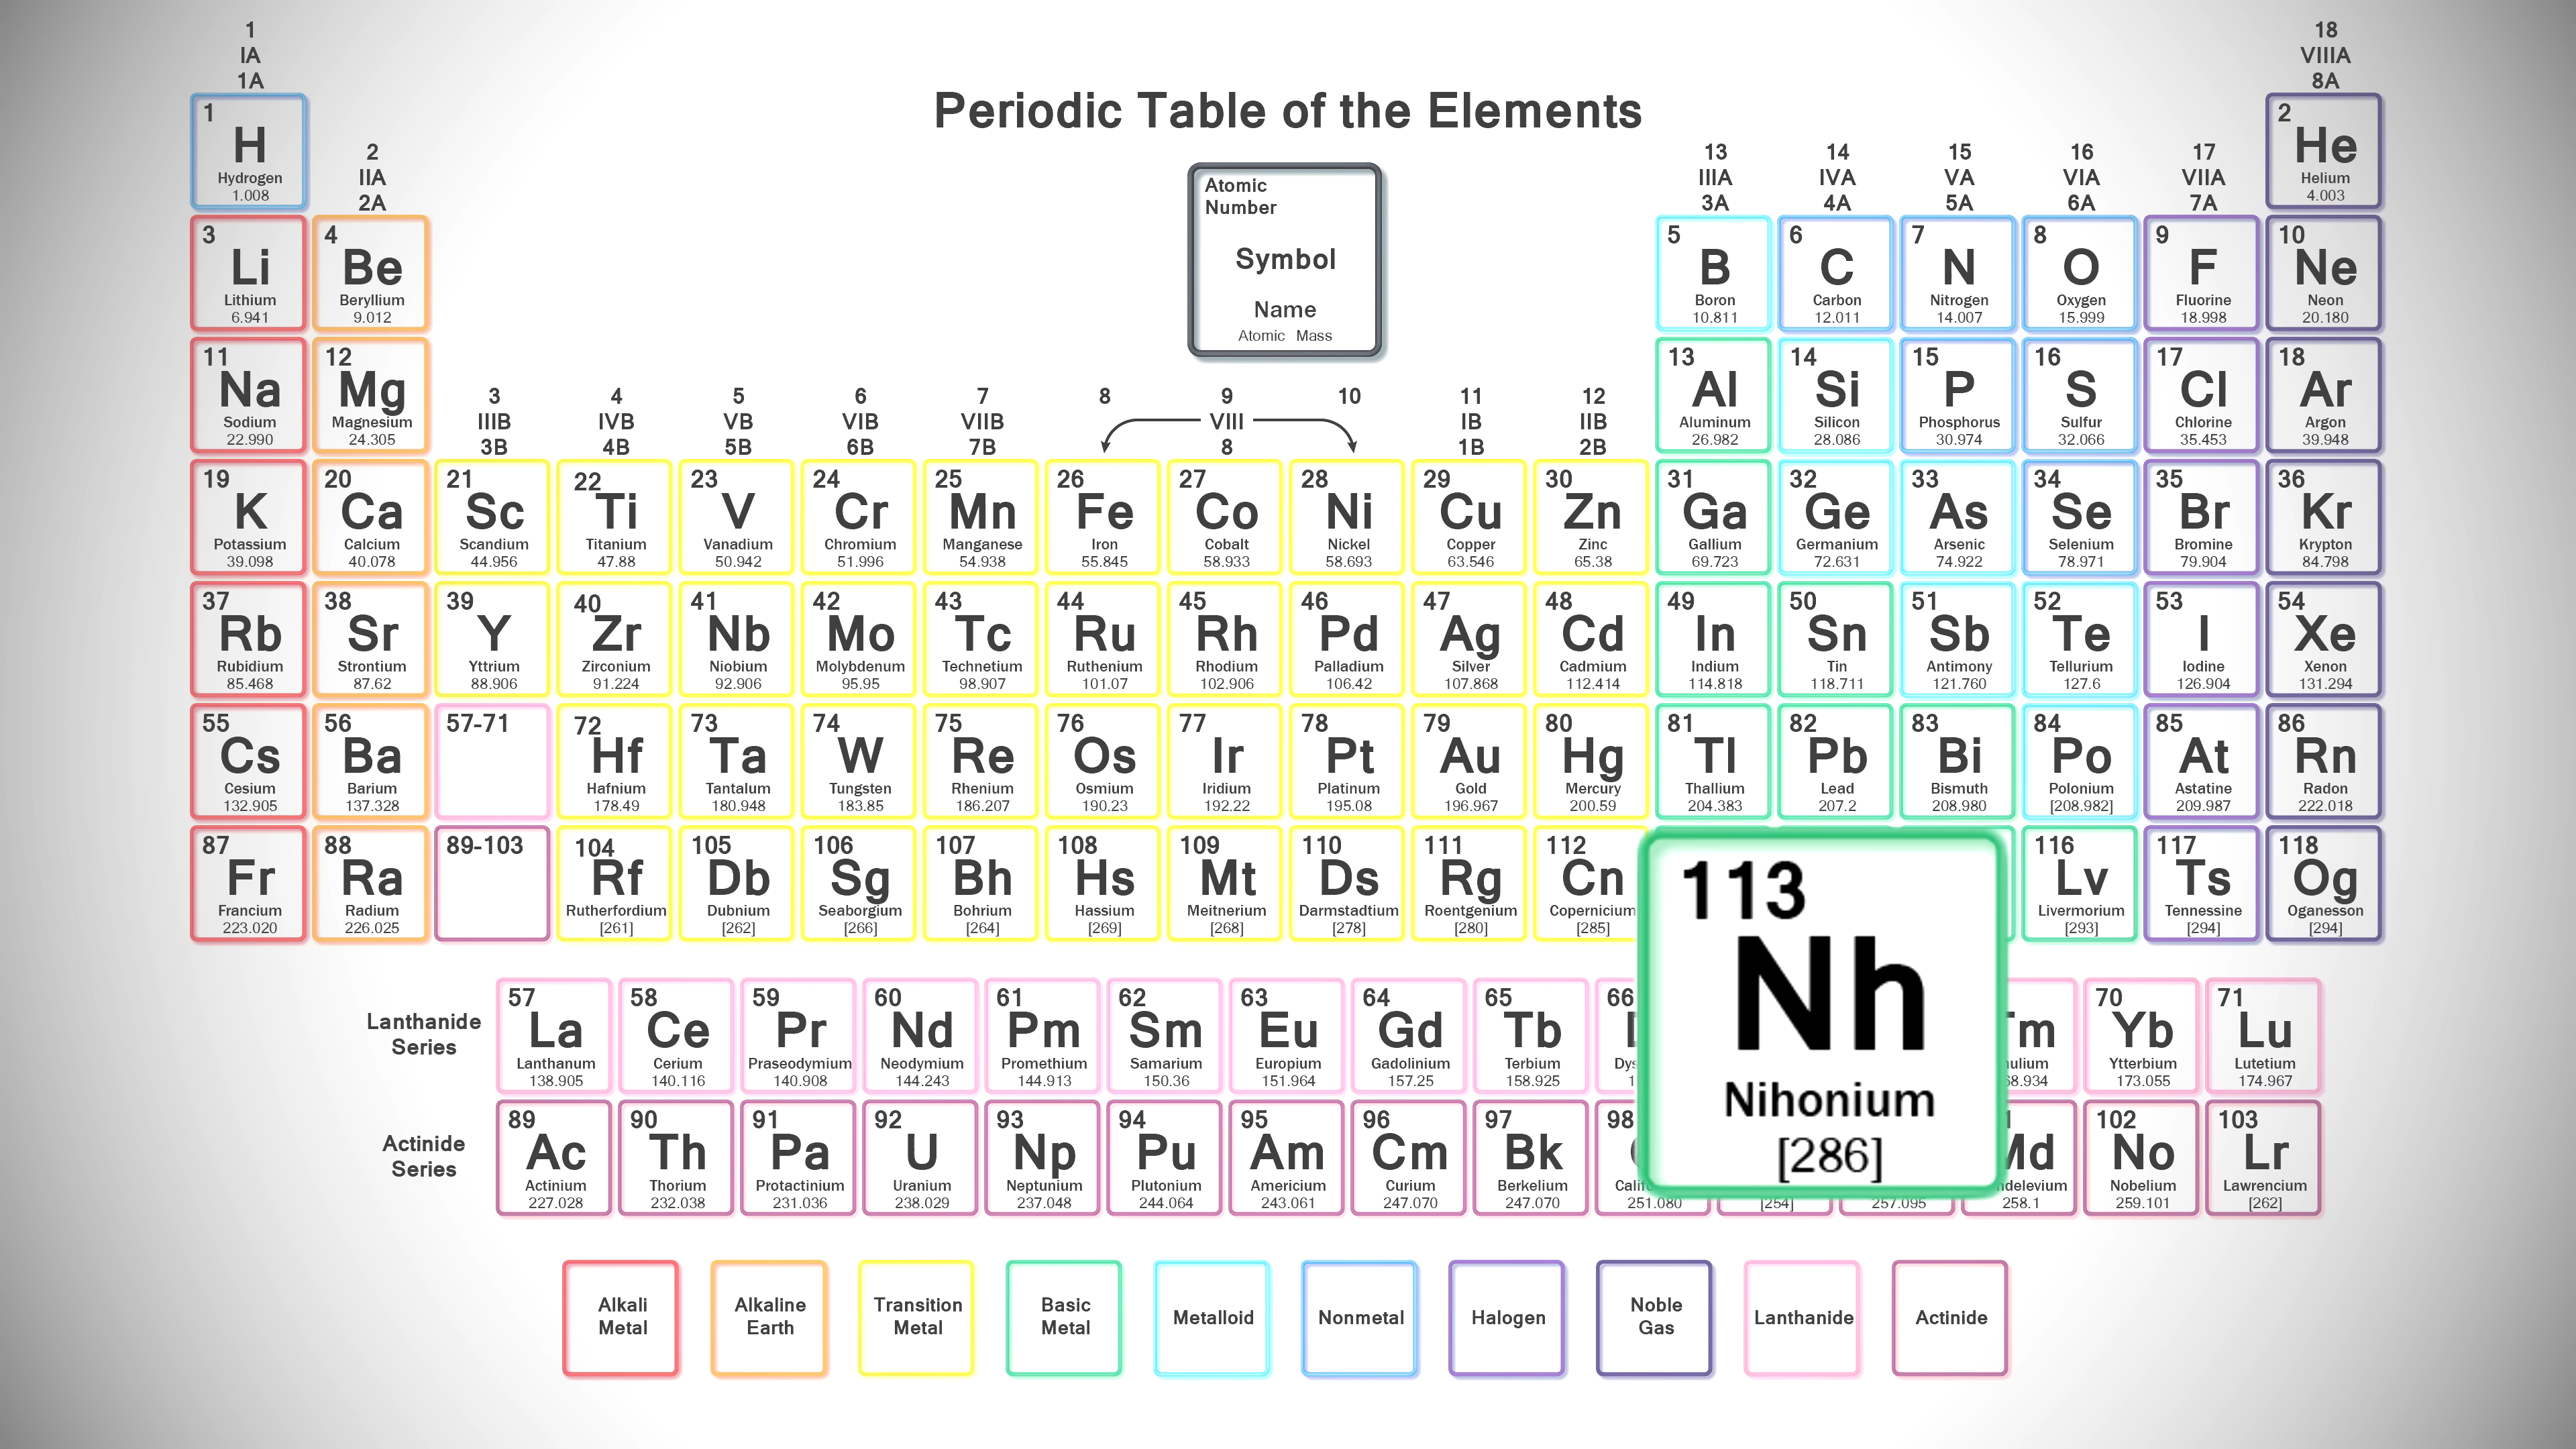 1
IA
1A
18
VIIIA
8A
Periodic Table of the Elements
1
H
Hydrogen
1.008
2
IIA
2A
13
IIIA
3A
14
IVA
4A
15
VA
5A
16
VIA
6A
17
VIIA
7A
2
He
Helium
4.003
Atomic
Number
Symbol
Name
Atomic Mass
3
Li
Lithium
6.941
4
Be
Beryllium
9.012
5
B
Boron
10.811
6
C
Carbon
12.011
7
N
Nitrogen
14.007
8
O
Oxygen
15.999
9
F
Fluorine
18.998
10
Ne
Neon
20.180
11
Na
Sodium
22.990
12
Mg
Magnesium
24.305
3
IIIB
3B
4
IVB
4B
5
VB
5B
6
VIB
6B
7
VIIB
7B
8
9
VIII
8
10
11
IB
1B
12
IIB
2B
13
Al
Aluminum
26.982
14
Si
Silicon
28.086
15
P
Phosphorus
30.974
16
S
Sulfur
32.066
17
Cl
Chlorine
35.453
18
Ar
Argon
39.948
19
K
Potassium
39.098
20
Ca
Calcium
40.078
21
Sc
Scandium
44.956
22
Ti
Titanium
47.88
23
V
Vanadium
50.942
24
Cr
Chromium
51.996
25
Mn
Manganese
54.938
26
Fe
Iron
55.845
27
Co
Cobalt
58.933
28
Ni
Nickel
58.693
29
Cu
Copper
63.546
30
Zn
Zinc
65.38
31
Ga
Gallium
69.723
32
Ge
Germanium
72.631
33
As
Arsenic
74.922
34
Se
Selenium
78.971
35
Br
Bromine
79.904
36
Kr
Krypton
84.798
37
Rb
Rubidium
85.468
38
Sr
Strontium
87.62
39
Y
Yttrium
88.906
40
Zr
Zirconium
91.224
41
Nb
Niobium
92.906
42
Mo
Molybdenum
95.95
43
Tc
Technetium
98.907
44
Ru
Ruthenium
101.07
45
Rh
Rhodium
102.906
46
Pd
Palladium
106.42
47
Ag
Silver
107.868
48
Cd
Cadmium
112.414
49
In
Indium
114.818
50
Sn
Tin
118.711
51
Sb
Antimony
121.760
52
Te
Tellurium
127.6
53
I
Iodine
126.904
54
Xe
Xenon
131.294
55
Cs
Cesium
132.905
56
Ba
Barium
137.328
57-71
72
Hf
Hafnium
178.49
73
Ta
Tantalum
180.948
74
W
Tungsten
183.85
75
Re
Rhenium
186.207
76
Os
Osmium
190.23
77
Ir
Iridium
192.22
78
Pt
Platinum
195.08
79
Au
Gold
196.967
80
Hg
Mercury
200.59
81
Tl
Thallium
204.383
82
Pb
Lead
207.2
83
Bi
Bismuth
208.980
84
Po
Polonium
[208.982]
85
At
Astatine
209.987
86
Rn
Radon
222.018
87
Fr
Francium
223.020
88
Ra
Radium
226.025
89-103
104
Rf
Rutherfordium
[261]
105
Db
Dubnium
[262]
106
Sg
Seaborgium
[266]
107
Bh
Bohrium
[264]
108
Hs
Hassium
[269]
109
Mt
Meitnerium
[268]
110
Ds
Darmstadtium
[278]
111
Rg
Roentgenium
[280]
112
Cn
Copernicium
[285]
113
Nh
Nihonium
[286]
116
Lv
Livermorium
[293]
117
Ts
Tennessine
[294]
118
Og
Oganesson
[294]
Lanthanide
Series
57
La
Lanthanum
138.905
58
Ce
Cerium
140.116
59
Pr
Praseodymium
140.908
60
Nd
Neodymium
144.243
61
Pm
Promethium
144.913
62
Sm
Samarium
150.36
63
Eu
Europium
151.964
64
Gd
Gadolinium
157.25
65
Tb
Terbium
158.925
66
70
Yb
Ytterbium
173.055
71
Lu
Lutetium
174.967
Actinide
Series
89
Ac
Actinium
227.028
90
Th
Thorium
232.038
91
Pa
Protactinium
231.036
92
U
Uranium
238.029
93
Np
Neptunium
237.048
94
Pu
Plutonium
244.064
95
Am
Americium
243.061
96
Cm
Curium
247.070
97
Bk
Berkelium
247.070
98
251.080
[254]
257.095
Md
258.1
102
No
Nobelium
259.101
103
Lr
Lawrencium
[262]
Alkali
Metal
Alkaline
Earth
Transition
Metal
Basic
Metal
Metalloid
Nonmetal
Halogen
Noble
Gas
Lanthanide
Actinide